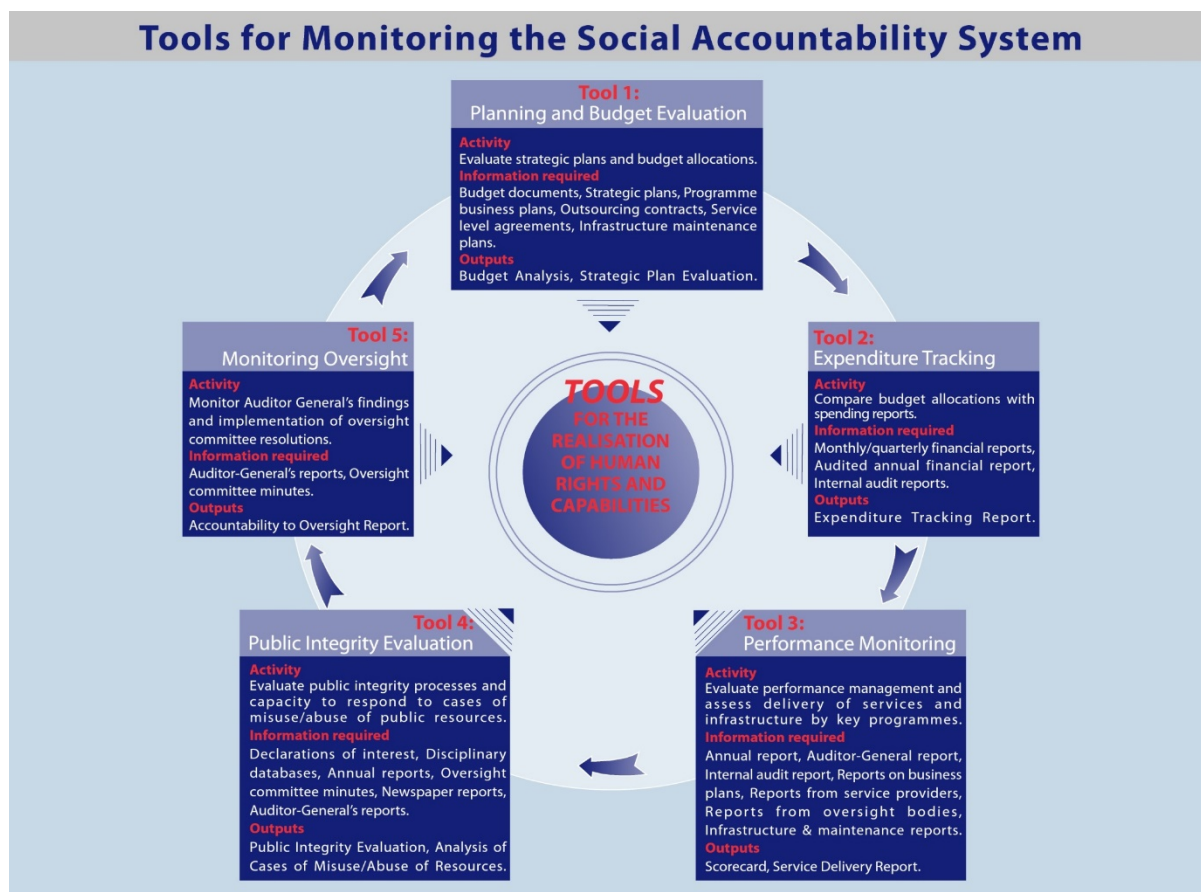 Tools for Monitoring the Social Accountability System
Tool 1:
Planning and Budget Evaluation
Activity
Evaluate strategic plans and budget allocations.
Information required
Budget documents, Strategic plans, Programme
business plans, Outsourcing contracts, Service
level agreements, Infrastructure maintenance
plans.
Outputs
Budget Analysis, Strategic Plan Evaluation.
Tool 2:
Expenditure Tracking
Activity
Compare budget allocations with
spending reports.
Information required
Monthly/quarterly financial reports,
Audited annual financial report,
Internal audit reports.
Outputs
Expenditure Tracking Report.
Tool 3:
Performance Monitoring
Activity
Evaluate performance management and
assess delivery of services and
infrastructure by key programmes.
Information required
Annual report, Auditor-General report,
Internal audit report, Reports on business
plans, Reports from service providers,
Reports from oversight bodies,
Infrastructure & maintenance reports.
Outputs
Scorecard, Service Delivery Report.
Tool 4:
Public Integrity Evaluation
Activity
Evaluate public integrity processes and
capacity to respond to cases of
misuse/abuse of public resources.
Information required
Declarations of interest, Disciplinary
databases, Annual reports, Oversight
committee minutes, Newspaper reports,
Auditor-General's reports.
Outputs
Public Integrity Evaluation, Analysis of
Cases of Misuse/Abuse of Resources.
Tool 5:
Monitoring Oversight
Activity
Monitor Auditor General's findings
and implementation of oversight
committee resolutions.
Information required
Auditor-General's reports, Oversight
committee minutes.
Outputs
Accountability to Oversight Report.
TOOLS
FOR THE
REALISATION
OF HUMAN
RIGHTS AND
CAPABILITIES